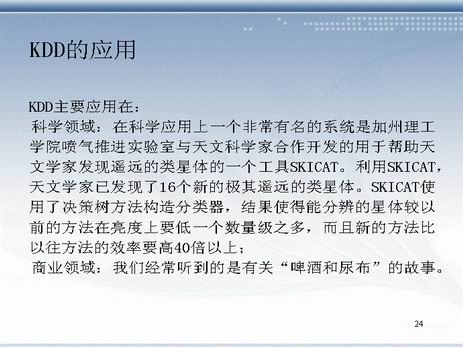 KDD的应用
KDD主要应用在：
科学领域：在科学应用上一个非常有名的系统是加州理工
学院喷气推进实验室与天文科学家合作开发的用于帮助天
文学家发现遥远的类星体的一个工具SKICAT。利用SKICAT，
天文学家已发现了16个新的极其遥远的类星体。SKICAT使
用了决策树方法构造分类器，结果使得能分辨的星体较以
前的方法在亮度上要低一个数量级之多，而且新的方法比
以往方法的效率要高40倍以上；
商业领域：我们经常听到的是有关“啤酒和尿布”的故事。
24